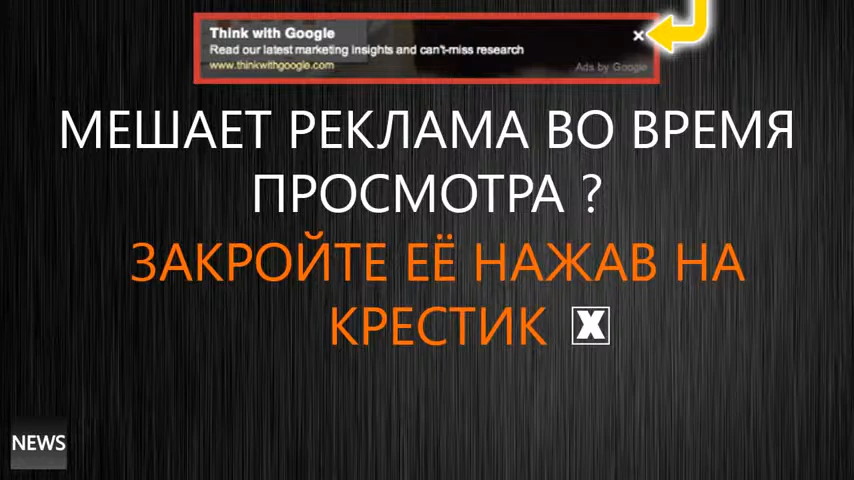 Think with Google
Read our latest marketing insights and can't-miss research
www.thinkwithgoogle.com
Ads by Google
МЕШАЕТ РЕКЛАМА ВО ВРЕМЯ
ПРОСМОТРА ?
ЗАКРОЙТЕ ЕЁ НАЖАВ НА
КРЕСТИК X
NEWS